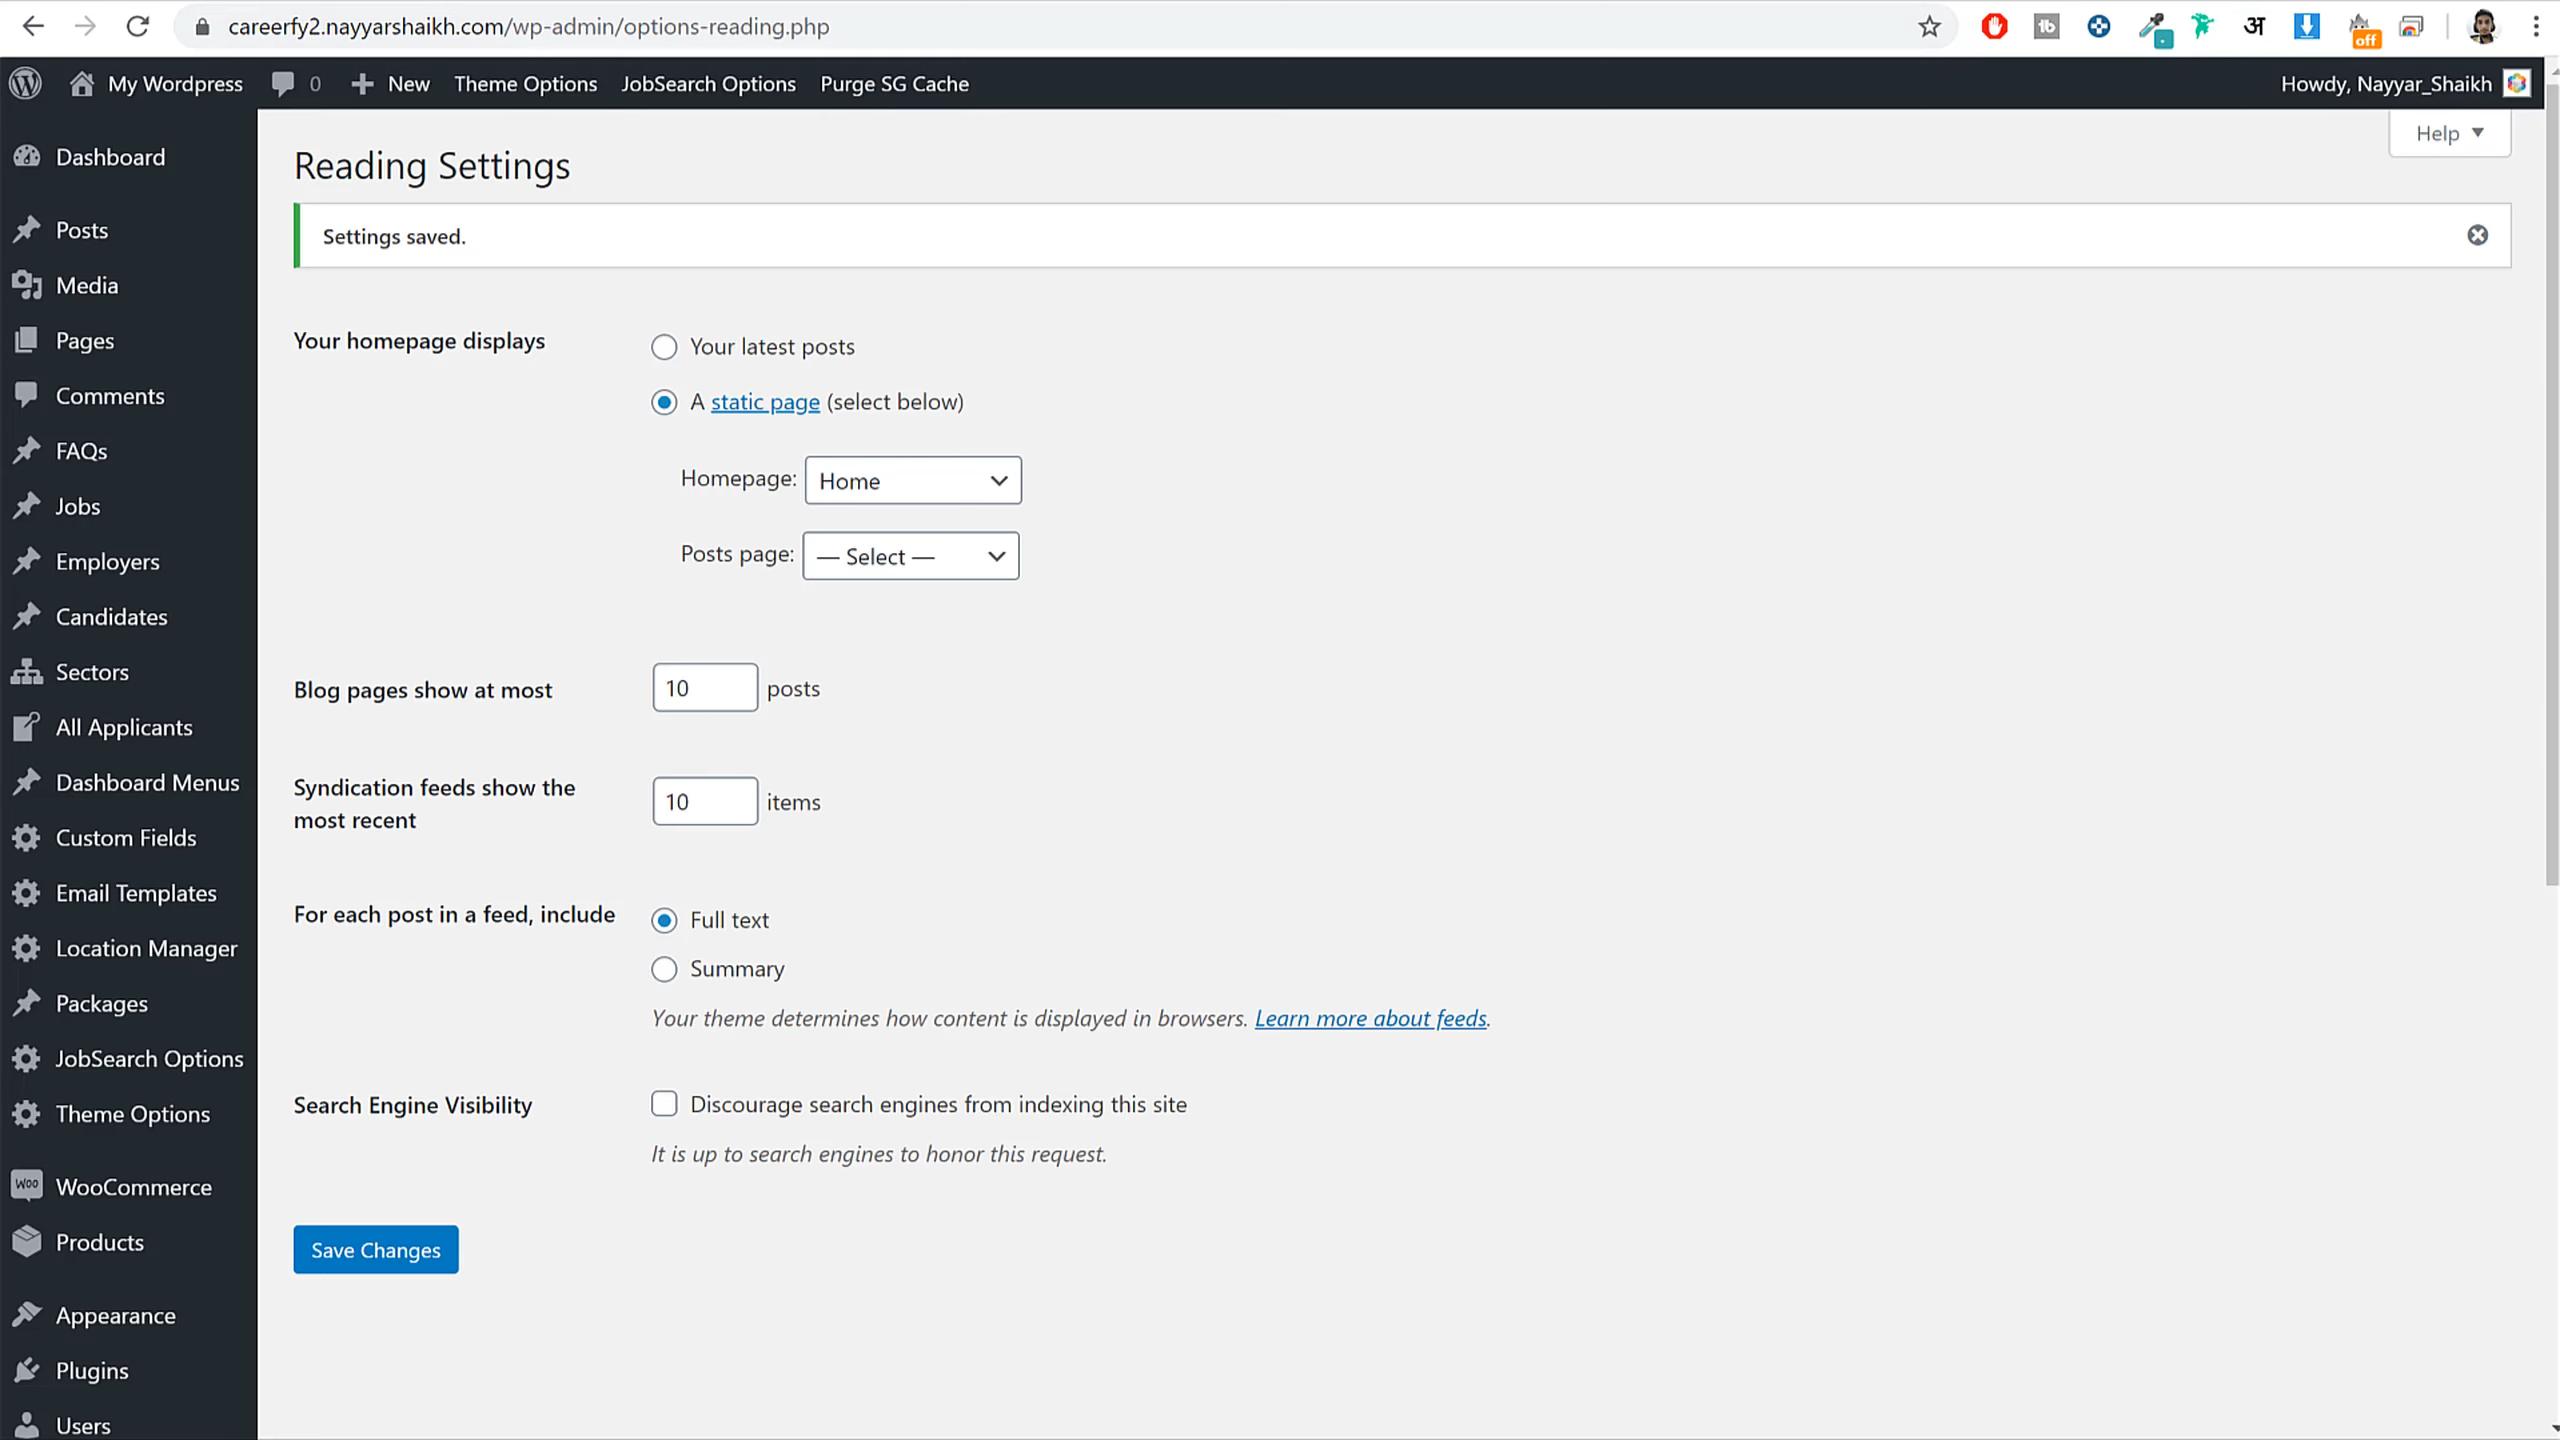 careerfy2.nayyarshaikh.com/wp-admin/options-reading.php
tb
अ
off
My Wordpress 0 New Theme Options JobSearch Options Purge SG Cache Howdy, Nayyar_Shaikh
Help
Dashboard
Posts
Media
Pages
Comments
FAQs
Jobs
Employers
Candidates
Sectors
All Applicants
Dashboard Menus
Custom Fields
Email Templates
Location Manager
Packages
JobSearch Options
Theme Options
Woo WooCommerce
Products
Appearance
Plugins
Users
Reading Settings
Settings saved.
Your homepage displays
Your latest posts
A static page (select below)
Homepage: Home
Posts page: — Select —
Blog pages show at most 10 posts
Syndication feeds show the
most recent
10 items
For each post in a feed, include
Full text
Summary
Your theme determines how content is displayed in browsers. Learn more about feeds.
Search Engine Visibility
Discourage search engines from indexing this site
It is up to search engines to honor this request.
Save Changes